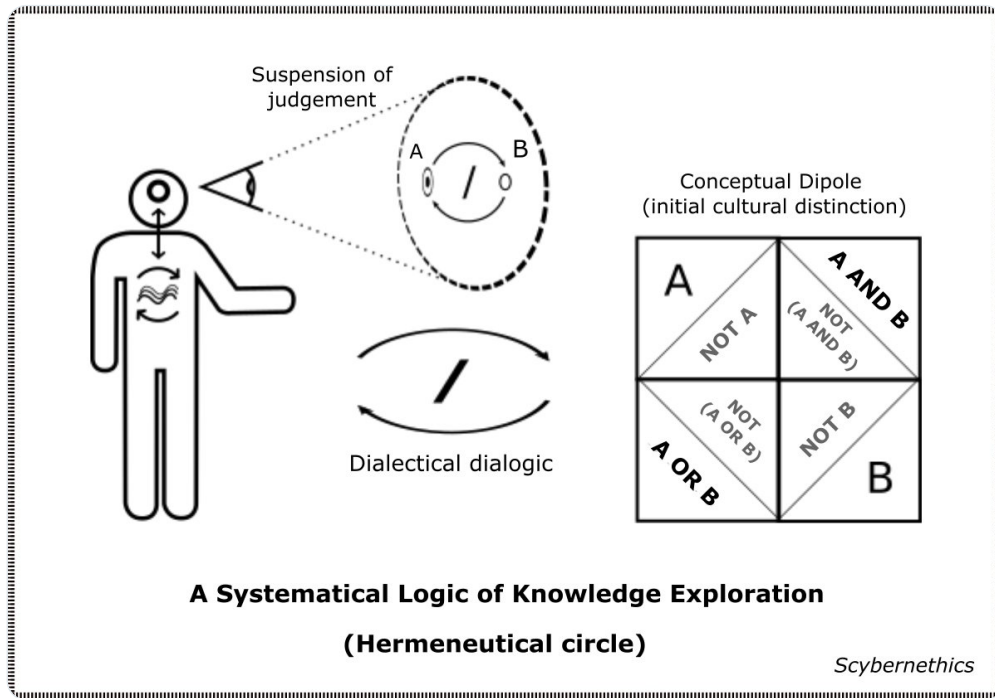 Suspension of
judgement
A
B
Conceptual Dipole
(initial cultural distinction)
A
NOT A
A AND B
NOT
(A AND B)
NOT
(A OR B)
A OR B
NOT B
B
Dialectical dialogic
A Systematical Logic of Knowledge Exploration
(Hermeneutical circle)
Scybernethics